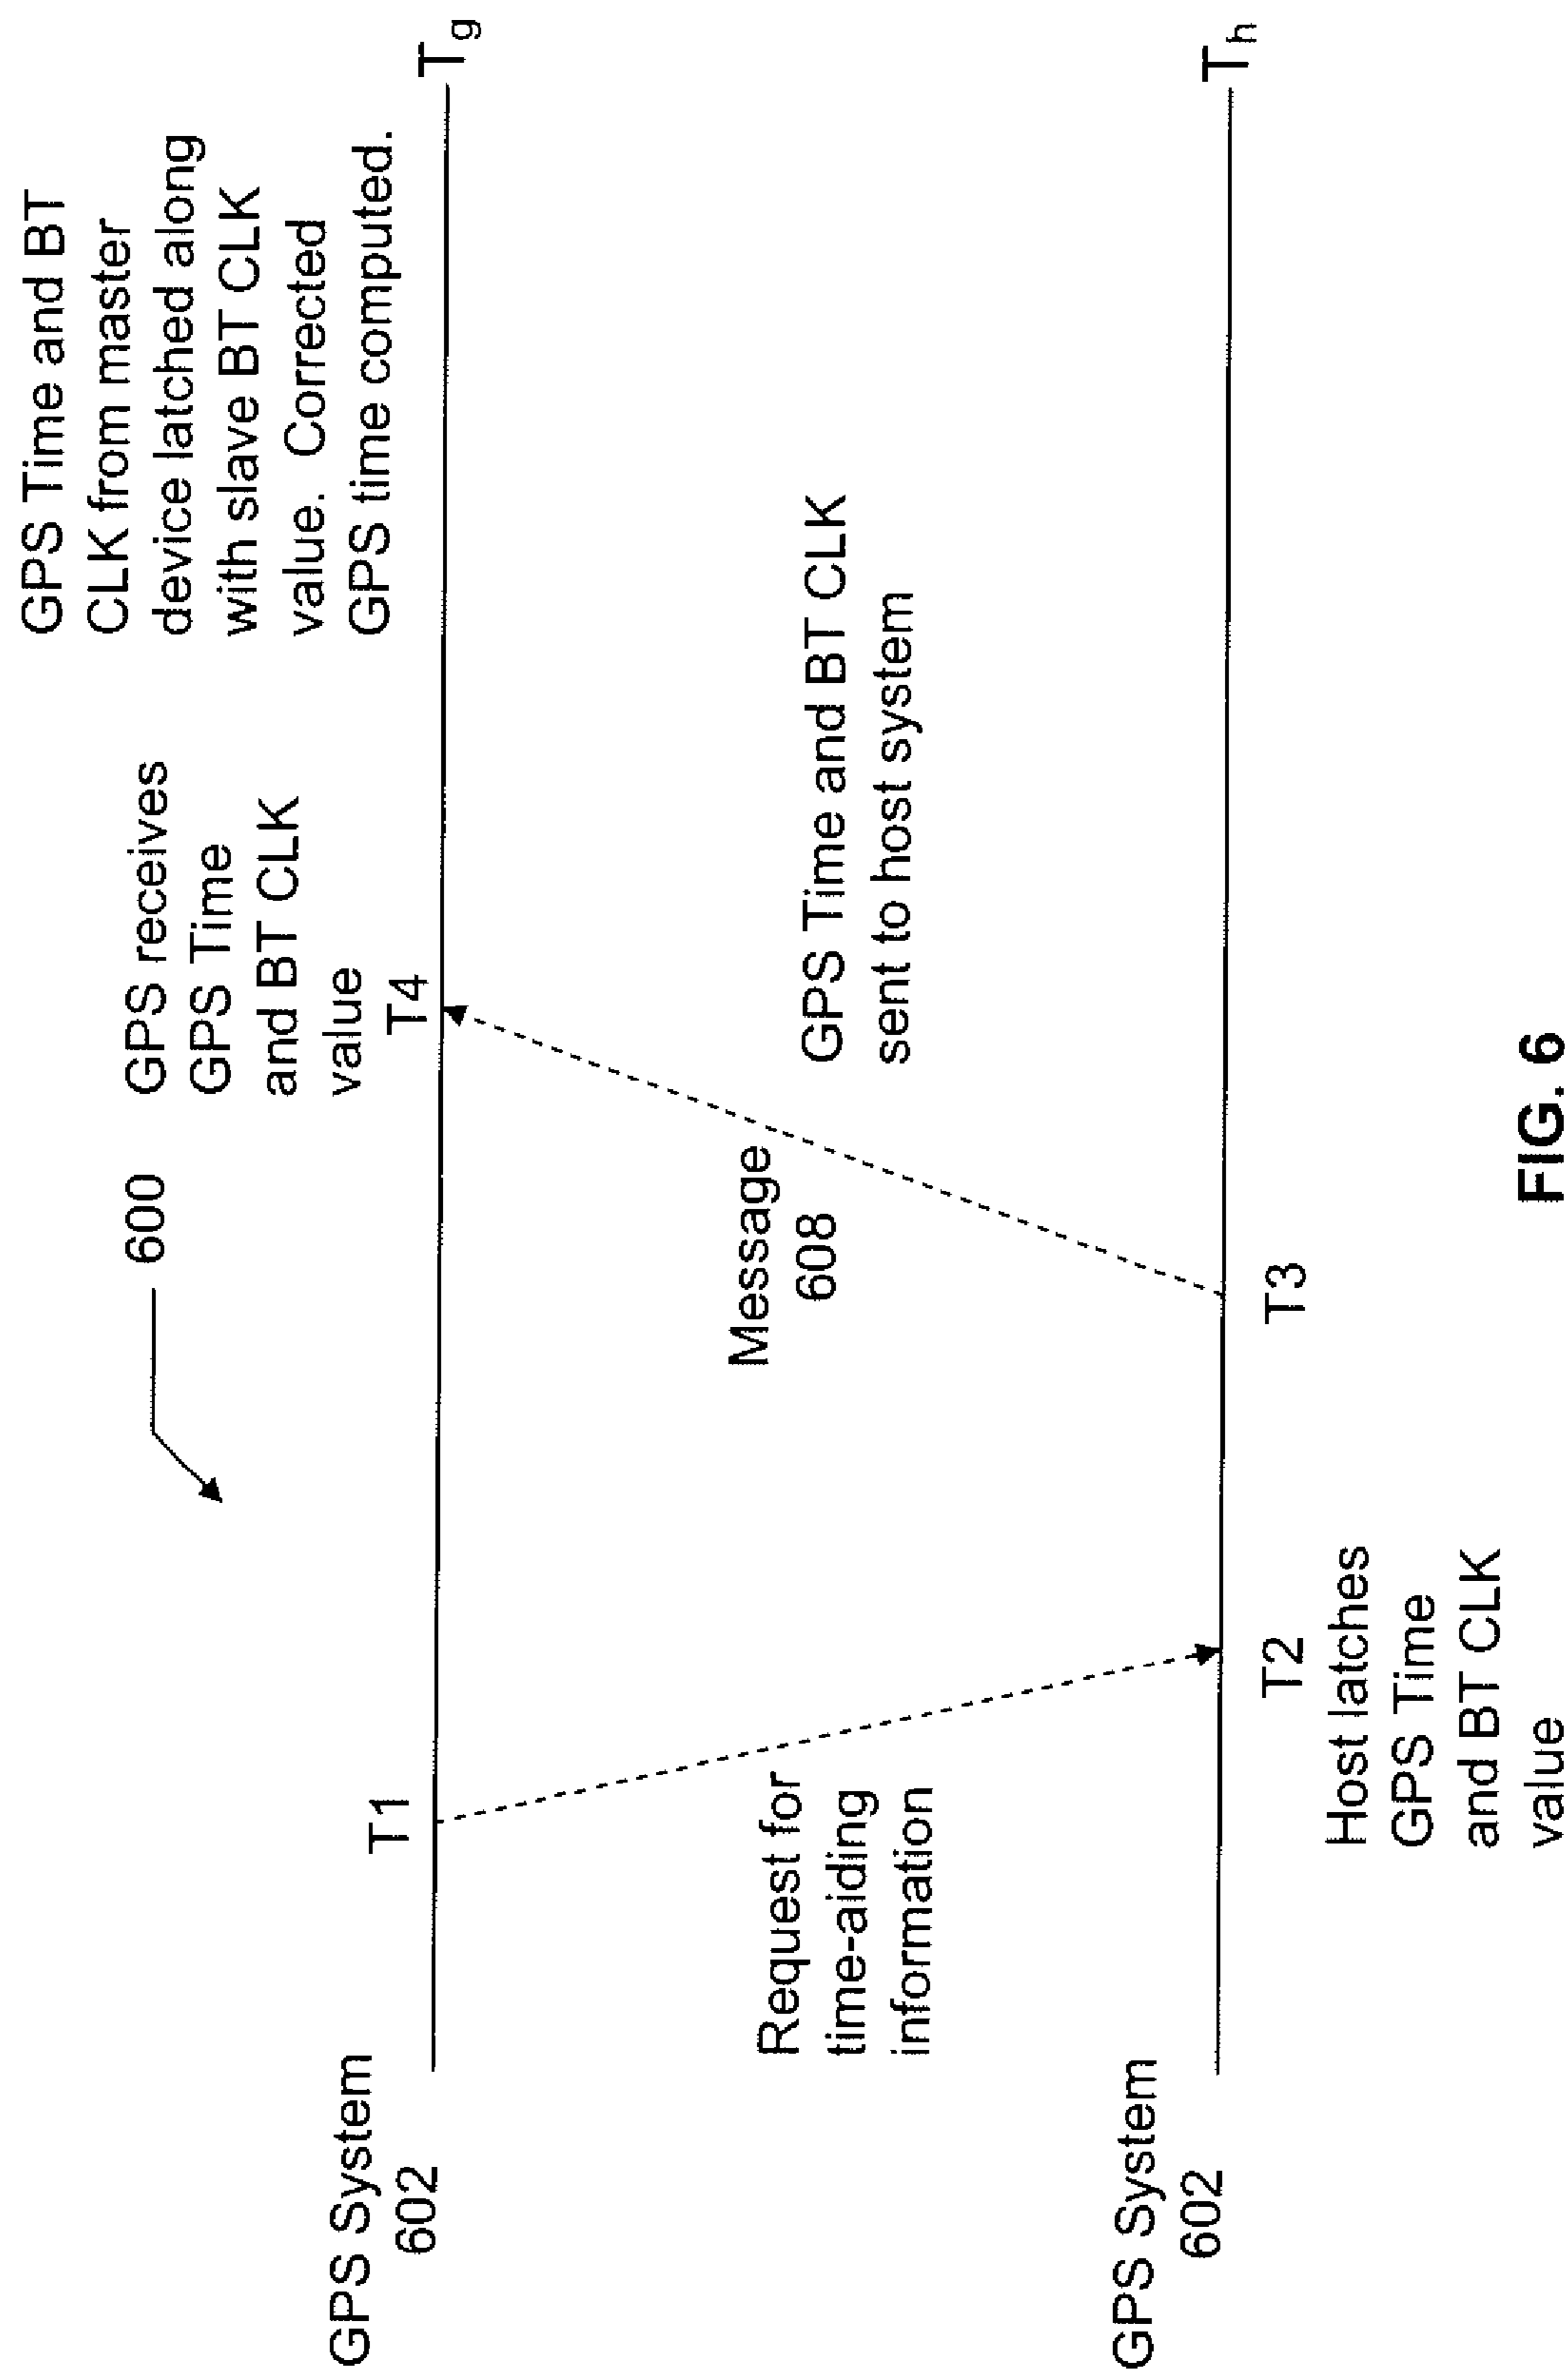 600
GPS receives
GPS Time
and BT CLK
value
GPS Time and BT
CLK from master
device latched along
with slave BT CLK
value. Corrected
GPS time computed.
GPS System
602
T1
T4
Tg
Request for
time-aiding
information
Message
608
GPS Time and BT CLK
sent to host system
GPS System
602
T2
T3
Th
Host latches
GPS Time
and BT CLK
value
FIG. 6